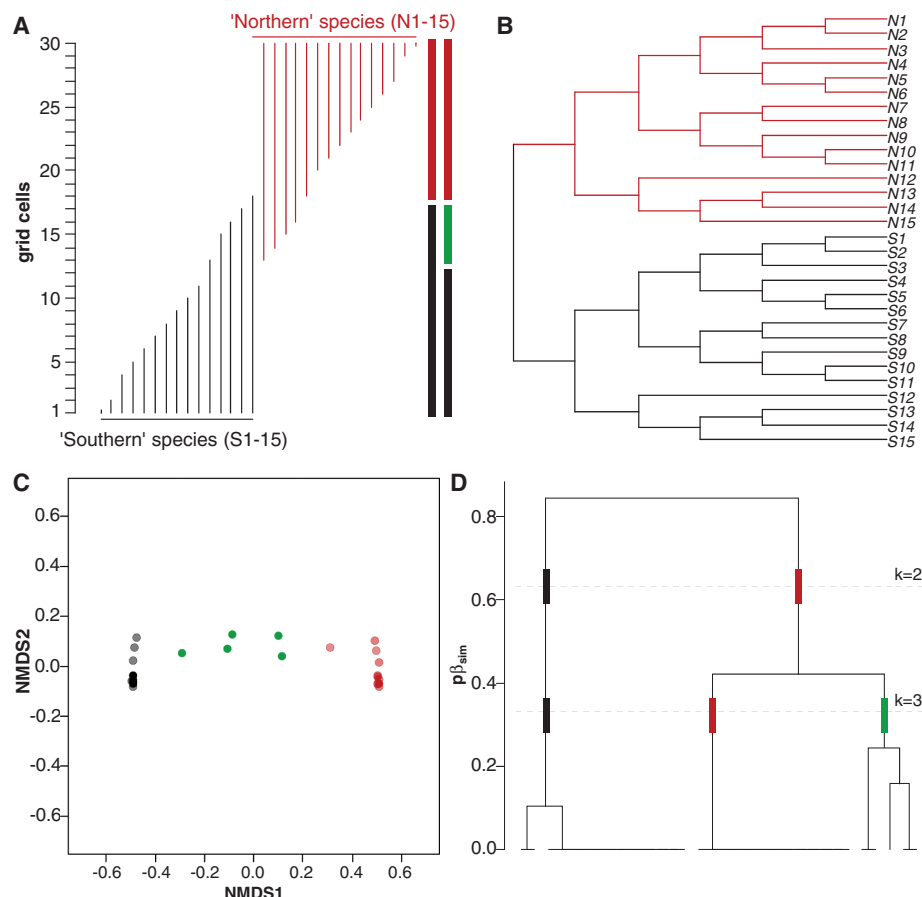 A
'Northern' species (N1-15)
30
25
20
15
10
5
1
grid cells
'Southern' species (S1-15)
B
N1
N2
N3
N4
N5
N6
N7
N8
N9
N10
N11
N12
N13
N14
N15
S1
S2
S3
S4
S5
S6
S7
S8
S9
S10
S11
S12
S13
S14
S15
C
0.6
0.4
0.2
0.0
-0.2
-0.4
-0.6
NMDS2
-0.6
-0.4
-0.2
0.0
0.2
0.4
0.6
NMDS1
D
0.8
0.6
0.4
0.2
0.0
pβsim
k=2
k=3